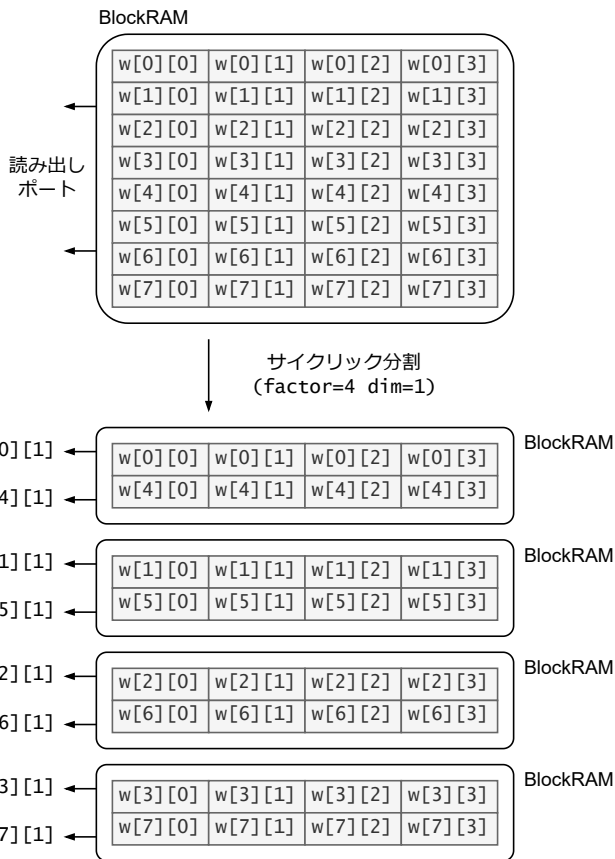 BlockRAM
w[0][0] w[0][1] w[0][2] w[0][3]
w[1][0] w[1][1] w[1][2] w[1][3]
w[2][0] w[2][1] w[2][2] w[2][3]
w[3][0] w[3][1] w[3][2] w[3][3]
w[4][0] w[4][1] w[4][2] w[4][3]
w[5][0] w[5][1] w[5][2] w[5][3]
w[6][0] w[6][1] w[6][2] w[6][3]
w[7][0] w[7][1] w[7][2] w[7][3]
読み出し
ポート
サイクリック分割
(factor=4 dim=1)
0][1]
4][1]
w[0][0] w[0][1] w[0][2] w[0][3]
w[4][0] w[4][1] w[4][2] w[4][3]
BlockRAM
1][1]
5][1]
w[1][0] w[1][1] w[1][2] w[1][3]
w[5][0] w[5][1] w[5][2] w[5][3]
BlockRAM
2][1]
6][1]
w[2][0] w[2][1] w[2][2] w[2][3]
w[6][0] w[6][1] w[6][2] w[6][3]
BlockRAM
3][1]
7][1]
w[3][0] w[3][1] w[3][2] w[3][3]
w[7][0] w[7][1] w[7][2] w[7][3]
BlockRAM